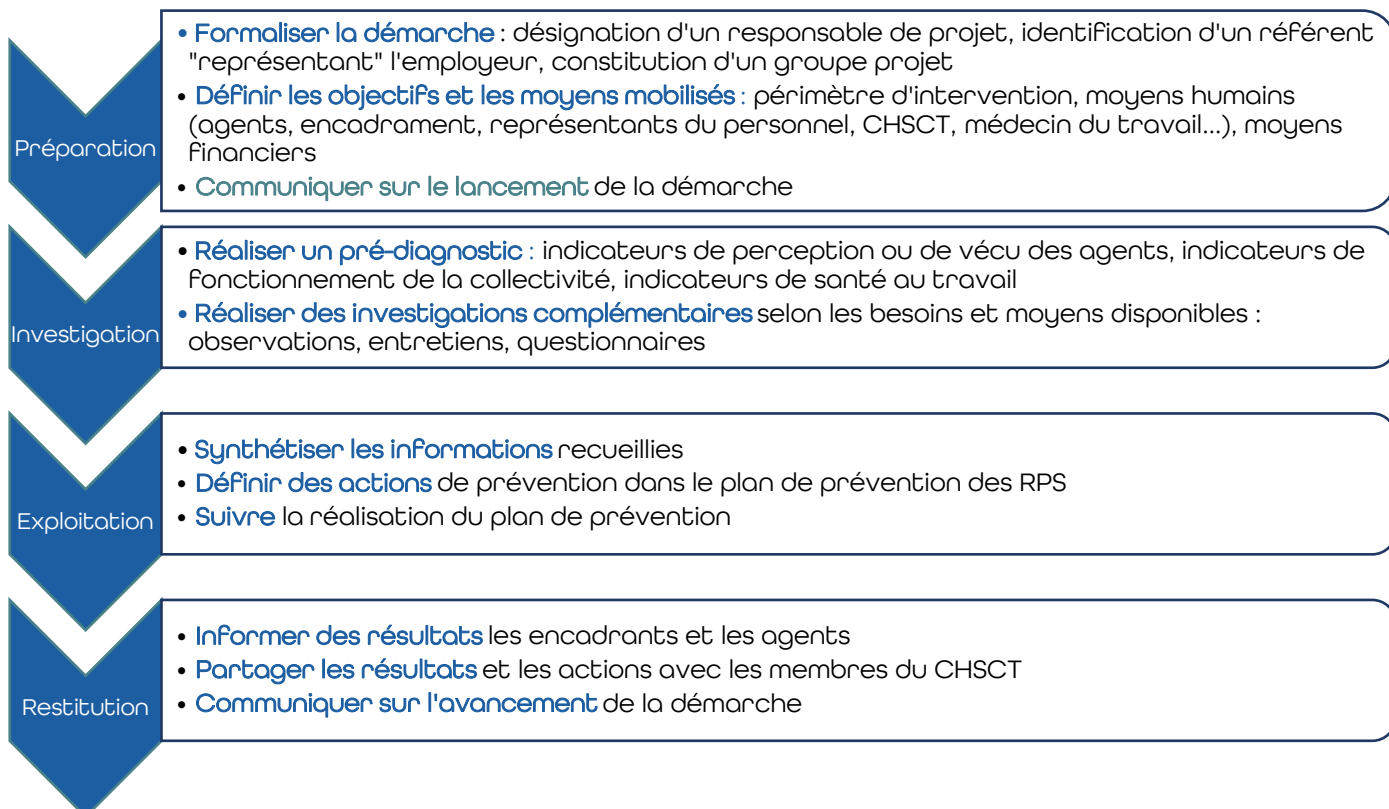 Préparation
• Formaliser la démarche : désignation d'un responsable de projet, identification d'un référent
"représentant" l'employeur, constitution d'un groupe projet
• Définir les objectifs et les moyens mobilisés : périmètre d'intervention, moyens humains
(agents, encadrament, représentants du personnel, CHSCT, médecin du travail...), moyens
financiers
• Communiquer sur le lancement de la démarche
Investigation
• Réaliser un pré-diagnostic : indicateurs de perception ou de vécu des agents, indicateurs de
fonctionnement de la collectivité, indicateurs de santé au travail
• Réaliser des investigations complémentaires selon les besoins et moyens disponibles :
observations, entretiens, questionnaires
Exploitation
• Synthétiser les informations recueillies
• Définir des actions de prévention dans le plan de prévention des RPS
• Suivre la réalisation du plan de prévention
Restitution
• Informer des résultats les encadrants et les agents
• Partager les résultats et les actions avec les membres du CHSCT
• Communiquer sur l'avancement de la démarche